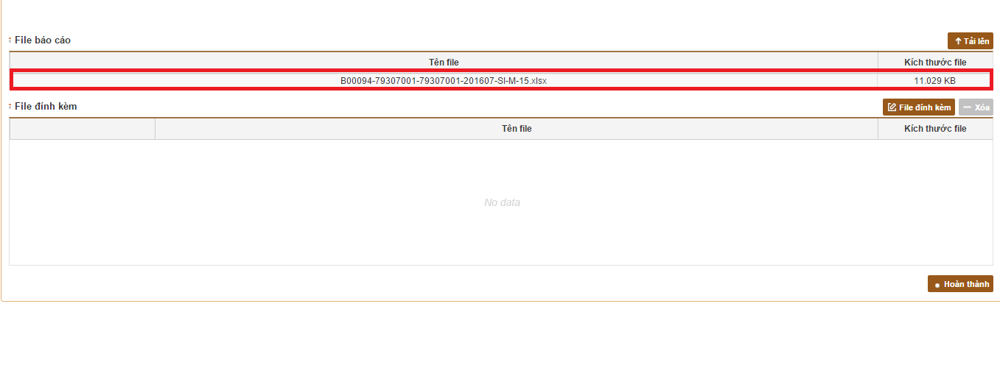 File báo cáo
Tải lên
Tên file Kích thước file
B00094-79307001-79307001-201607-SI-M-15.xlsx 11.029 KB
File đính kèm
File đính kèm Xóa
Tên file Kích thước file
No data
Hoàn thành